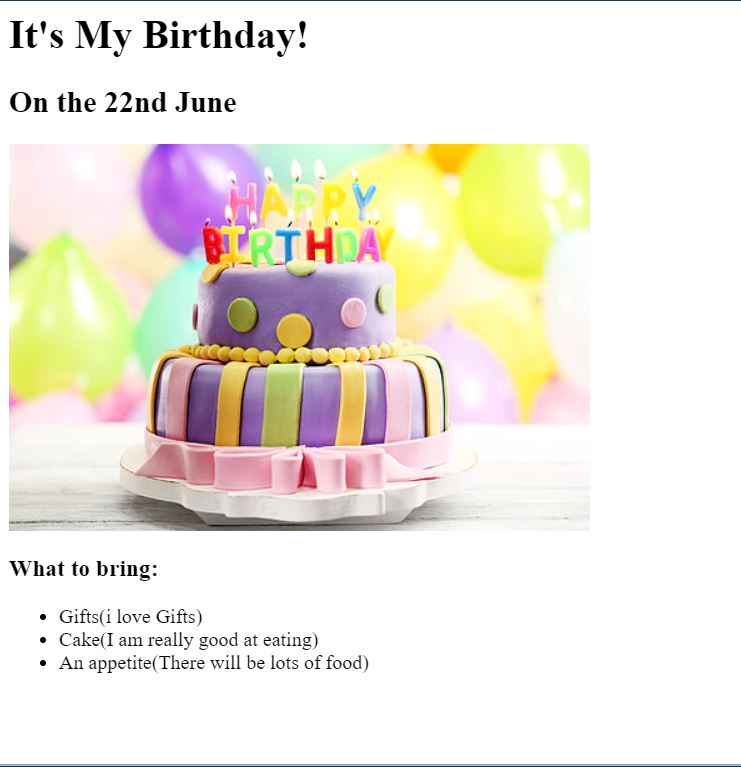 It's My Birthday!
On the 22nd June
HAPPY
BIRTHDAY
What to bring:
Gifts(i love Gifts)
Cake(I am really good at eating)
An appetite(There will be lots of food)